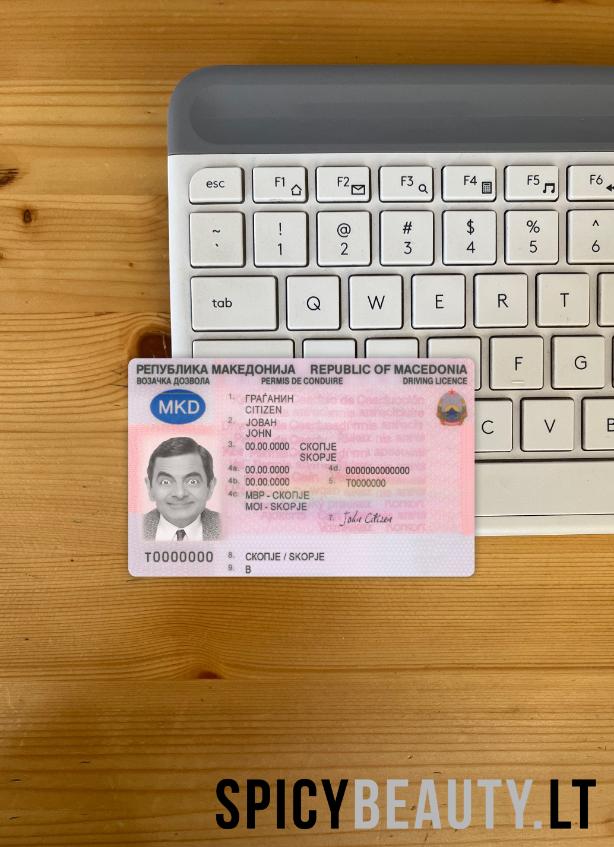 esc F1 F2 F3 F4 F5 F6
~ ! @ # $ % ^
` 1 2 3 4 5 6
tab Q W E R T
F G
C V B
РЕПУБЛИКА МАКЕДОНИЈА REPUBLIC OF MACEDONIA
ВОЗАЧКА ДОЗВОЛА PERMIS DE CONDUIRE DRIVING LICENCE
MKD
1. ГРАЃАНИН
CITIZEN
2. ЈОВАН
JOHN
3. 00.00.0000 СКОПЈЕ
SKOPJE
4a. 00.00.0000 4d. 0000000000000
4b. 00.00.0000 5. T0000000
4c. МВР - СКОПЈЕ
MOI - SKOPJE
7. John Citizen
T0000000
8. СКОПЈЕ / SKOPJE
9. B
SPICYBEAUTY.LT